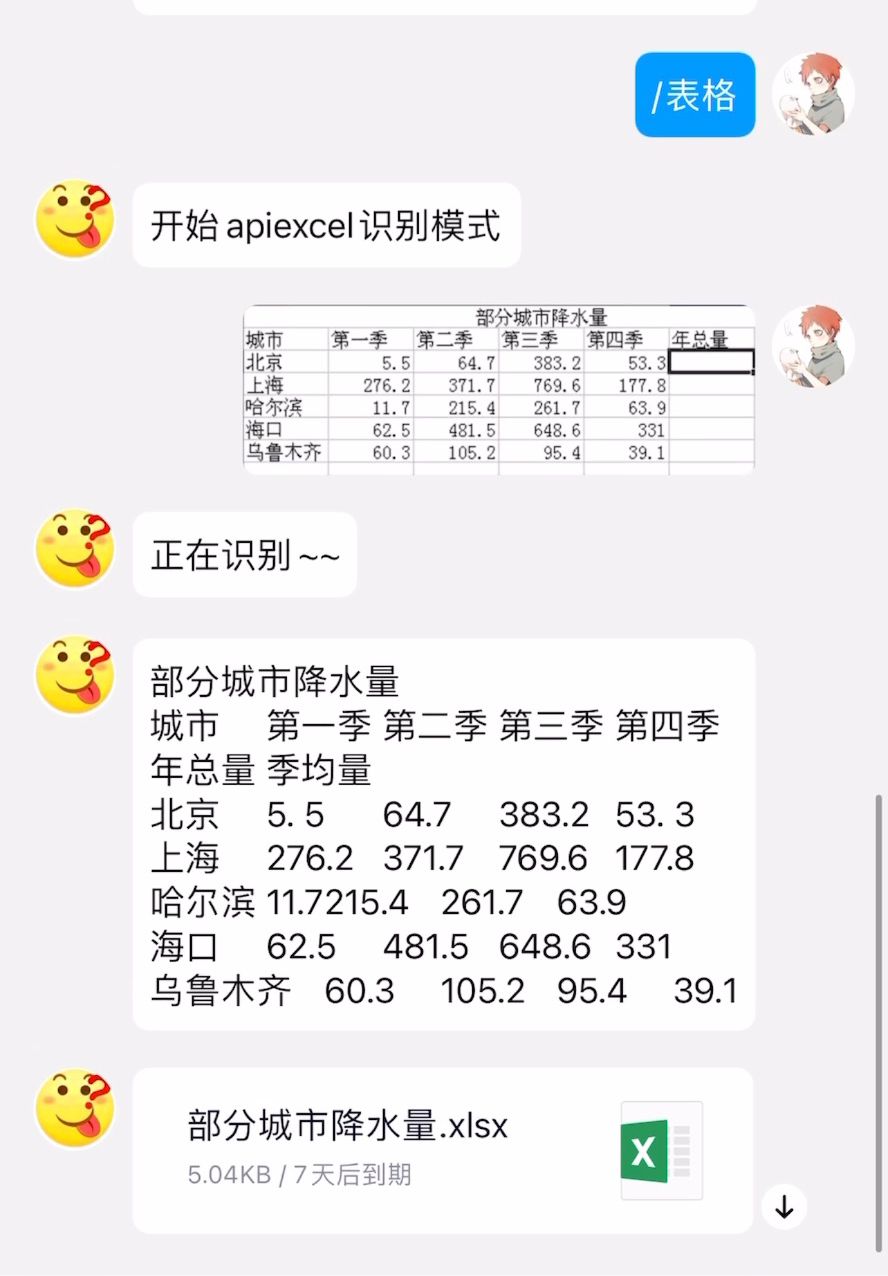 /表格
开始apiexcel识别模式
部分城市降水量
城市 第一季 第二季 第三季 第四季 年总量
北京 5.5 64.7 383.2 53.3
上海 276.2 371.7 769.6 177.8
哈尔滨 11.7 215.4 261.7 63.9
海口 62.5 481.5 648.6 331
乌鲁木齐 60.3 105.2 95.4 39.1
正在识别~~
部分城市降水量
城市 第一季 第二季 第三季 第四季
年总量 季均量
北京 5. 5 64.7 383.2 53. 3
上海 276.2 371.7 769.6 177.8
哈尔滨 11.7215.4 261.7 63.9
海口 62.5 481.5 648.6 331
乌鲁木齐 60.3 105.2 95.4 39.1
部分城市降水量.xlsx
X
5.04KB / 7天后到期